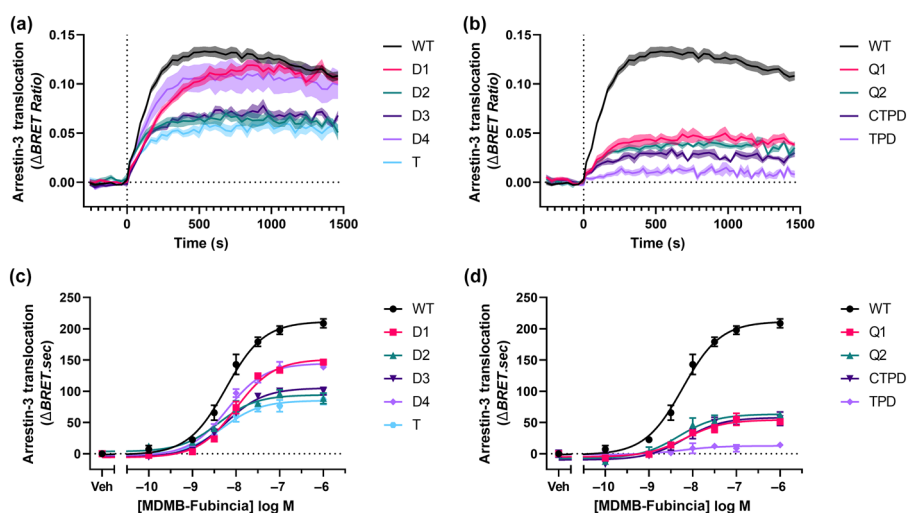 (a)
Arrestin-3 translocation
(ΔBRET Ratio)
0.15
0.10
0.05
0.00
0
500
1000
1500
Time (s)
WT
D1
D2
D3
D4
T
(b)
Arrestin-3 translocation
(ΔBRET Ratio)
0.15
0.10
0.05
0.00
0
500
1000
1500
Time (s)
WT
Q1
Q2
CTPD
TPD
(c)
Arrestin-3 translocation
(ΔBRET.sec)
250
200
150
100
50
0
Veh
–10
–9
–8
–7
–6
[MDMB-Fubincia] log M
WT
D1
D2
D3
D4
T
(d)
Arrestin-3 translocation
(ΔBRET.sec)
250
200
150
100
50
0
Veh
–10
–9
–8
–7
–6
[MDMB-Fubincia] log M
WT
Q1
Q2
CTPD
TPD